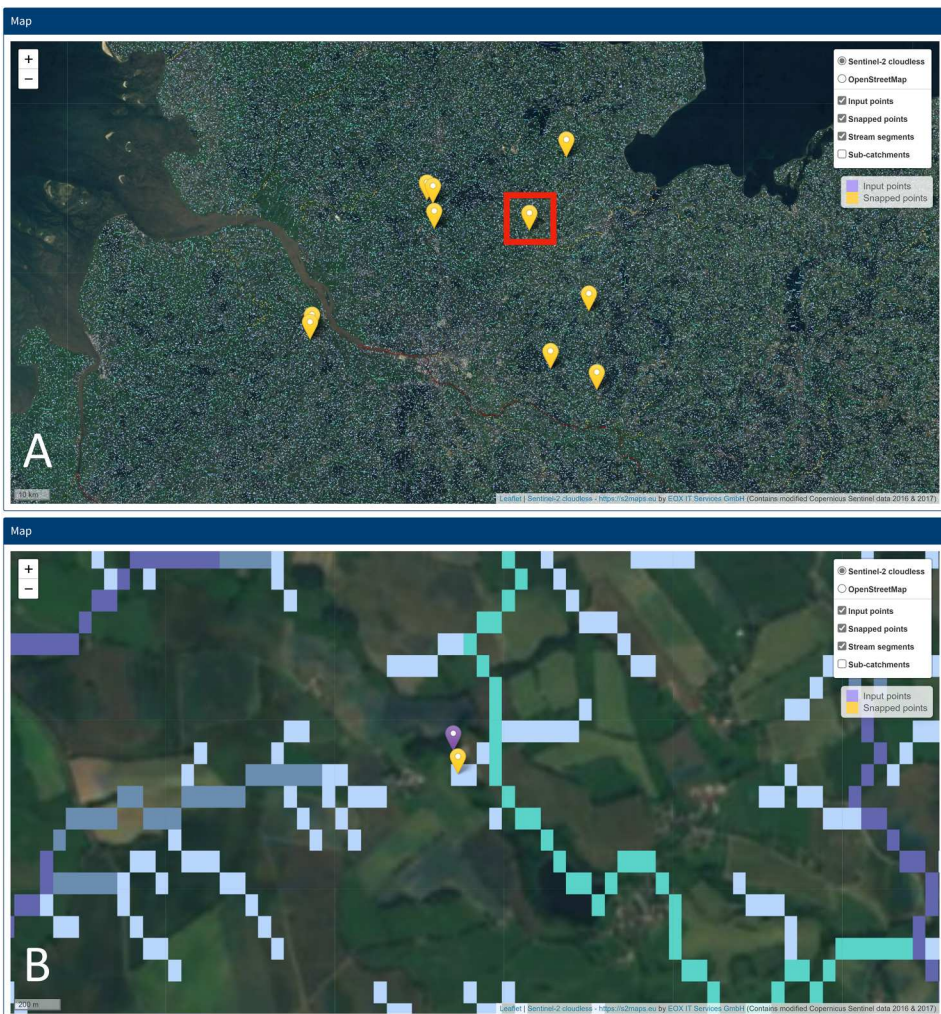 Map
+
−
Sentinel-2 cloudless
OpenStreetMap
Input points
Snapped points
Stream segments
Sub-catchments
Input points
Snapped points
A
10 km
Leaflet | Sentinel-2 cloudless - https://s2maps.eu by EOX IT Services GmbH (Contains modified Copernicus Sentinel data 2016 & 2017)
Map
+
−
Sentinel-2 cloudless
OpenStreetMap
Input points
Snapped points
Stream segments
Sub-catchments
Input points
Snapped points
B
200 m
Leaflet | Sentinel-2 cloudless - https://s2maps.eu by EOX IT Services GmbH (Contains modified Copernicus Sentinel data 2016 & 2017)